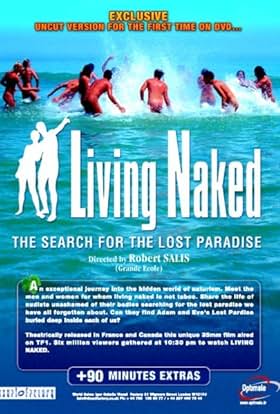 EXCLUSIVE
UNCUT VERSION FOR THE FIRST TIME ON DVD...
Living Naked
THE SEARCH FOR THE LOST PARADISE
Directed by Robert SALIS
(Grande Ecole)
An exceptional journey into the hidden world of naturism. Meet the
men and women for whom living naked is not taboo. Share the life of
nudists unashamed of their bodies searching for the lost paradise we
have all forgotten about. Can they find Adam and Eve's Lost Pardise
buried deep inside each of us?
Theatrically released in France and Canada this unique 35mm film aired
on TF1. Six million viewers gathered at 10:30 pm to watch LIVING
NAKED.
+90 MINUTES EXTRAS
Optimale